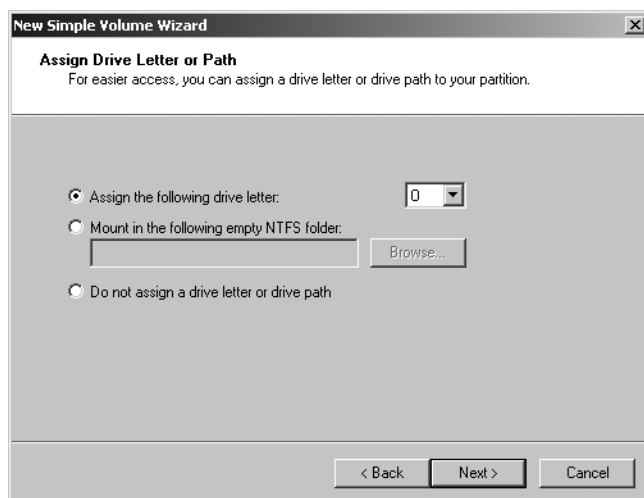 New Simple Volume Wizard
Assign Drive Letter or Path
For easier access, you can assign a drive letter or drive path to your partition.
Assign the following drive letter: O
Mount in the following empty NTFS folder:
Browse...
Do not assign a drive letter or drive path
< Back Next > Cancel